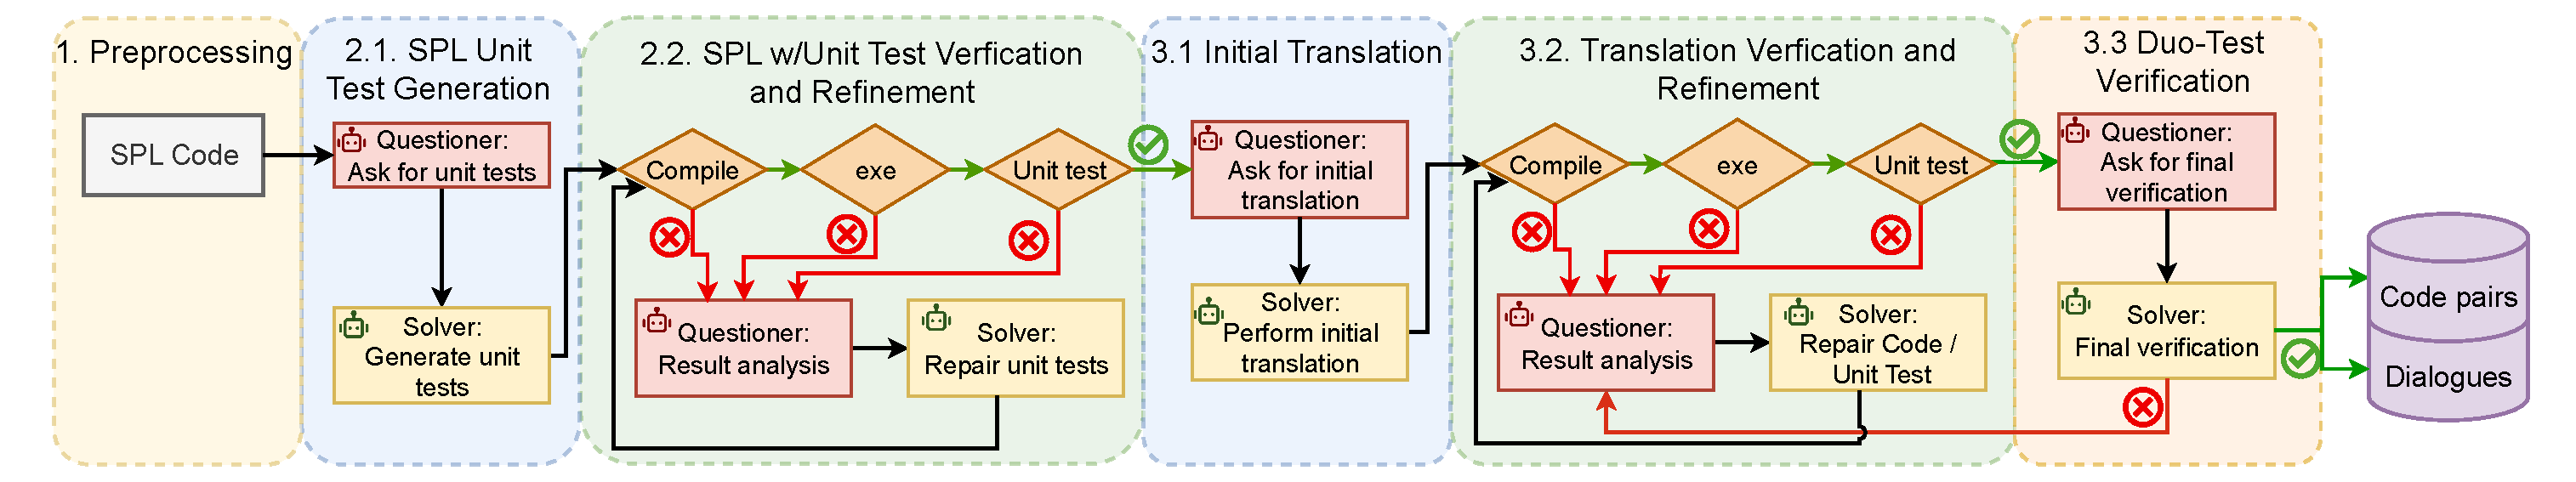 1. Preprocessing
SPL Code
2.1. SPL Unit
Test Generation
Questioner:
Ask for unit tests
Solver:
Generate unit
tests
2.2. SPL w/Unit Test Verfication
and Refinement
Compile
exe
Unit test
Questioner:
Result analysis
Solver:
Repair unit tests
3.1 Initial Translation
Questioner:
Ask for initial
translation
Solver:
Perform initial
translation
3.2. Translation Verfication and
Refinement
Compile
exe
Unit test
Questioner:
Result analysis
Solver:
Repair Code /
Unit Test
3.3 Duo-Test
Verification
Questioner:
Ask for final
verification
Solver:
Final verification
Code pairs
Dialogues